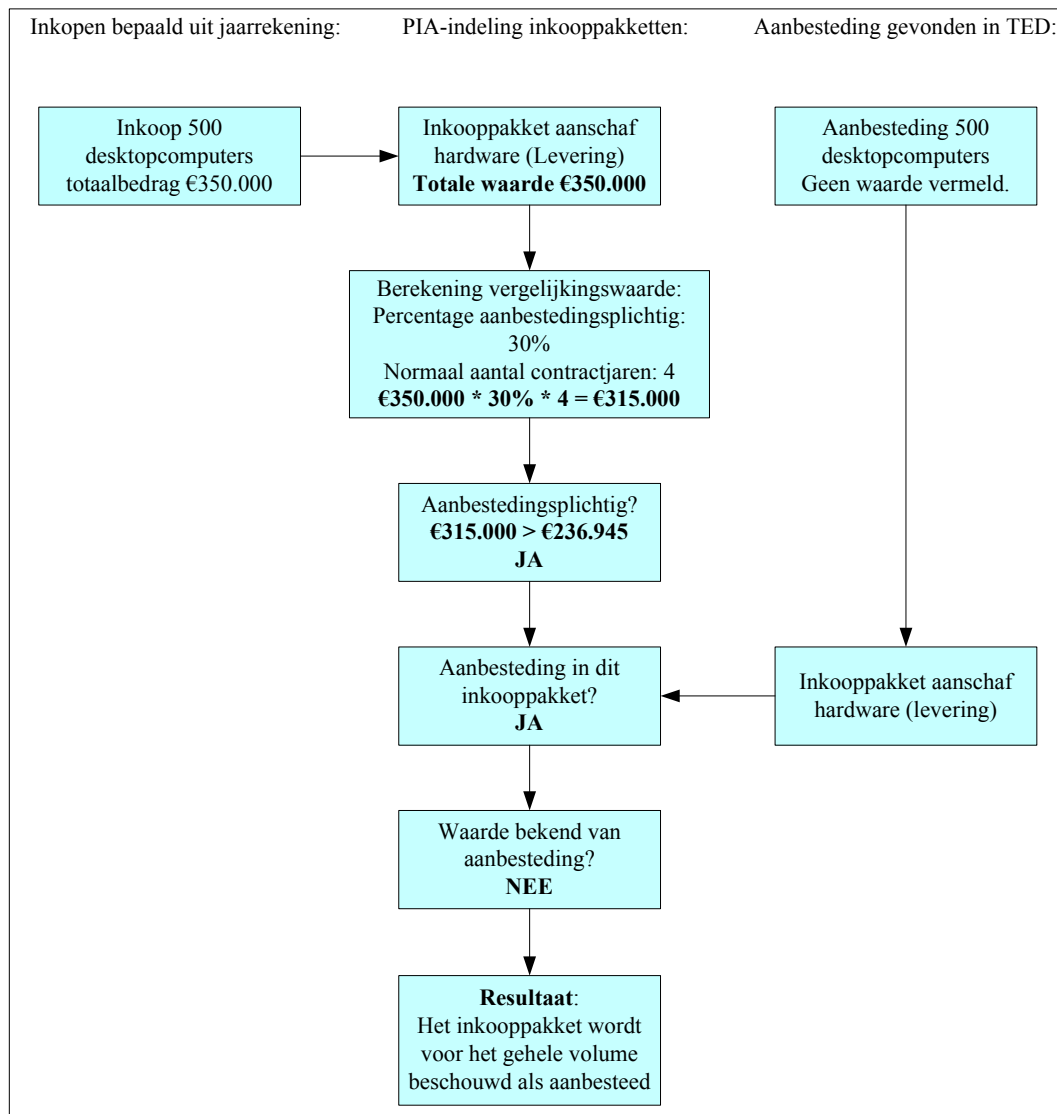 Inkopen bepaald uit jaarrekening:
PIA-indeling inkooppakketten:
Aanbesteding gevonden in TED:
Inkoop 500
desktopcomputers
totaalbedrag €350.000
Inkooppakket aanschaf
hardware (Levering)
Totale waarde €350.000
Aanbesteding 500
desktopcomputers
Geen waarde vermeld.
Berekening vergelijkingswaarde:
Percentage aanbestedingsplichtig:
30%
Normaal aantal contractjaren: 4
€350.000 * 30% * 4 = €315.000
Aanbestedingsplichtig?
€315.000 > €236.945
JA
Aanbesteding in dit
inkooppakket?
JA
Inkooppakket aanschaf
hardware (levering)
Waarde bekend van
aanbesteding?
NEE
Resultaat:
Het inkooppakket wordt
voor het gehele volume
beschouwd als aanbesteed